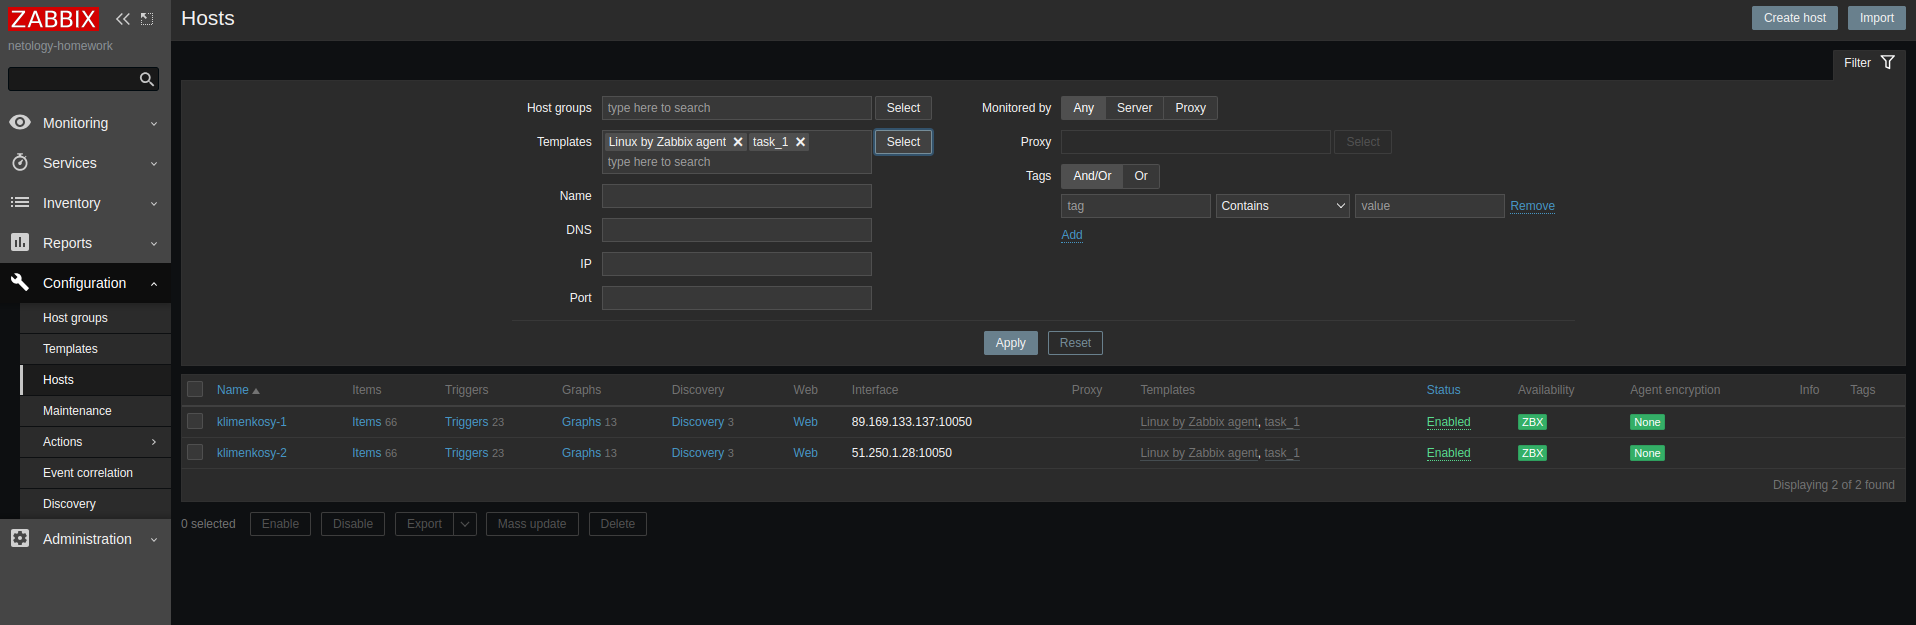 ZABBIX
netology-homework
Monitoring
Services
Inventory
Reports
Configuration
Host groups
Templates
Hosts
Maintenance
Actions
Event correlation
Discovery
Administration
Hosts
Create host Import
Filter
Host groups type here to search Select
Templates Linux by Zabbix agent task_1 Select
type here to search
Name
DNS
IP
Port
Monitored by Any Server Proxy
Proxy Select
Tags And/Or Or
tag Contains value Remove
Add
Apply Reset
Name Items Triggers Graphs Discovery Web Interface Proxy Templates Status Availability Agent encryption Info Tags
klimenkosy-1 Items 66 Triggers 23 Graphs 13 Discovery 3 Web 89.169.133.137:10050 Linux by Zabbix agent, task_1 Enabled ZBX None
klimenkosy-2 Items 66 Triggers 23 Graphs 13 Discovery 3 Web 51.250.1.28:10050 Linux by Zabbix agent, task_1 Enabled ZBX None
Displaying 2 of 2 found
0 selected Enable Disable Export Mass update Delete